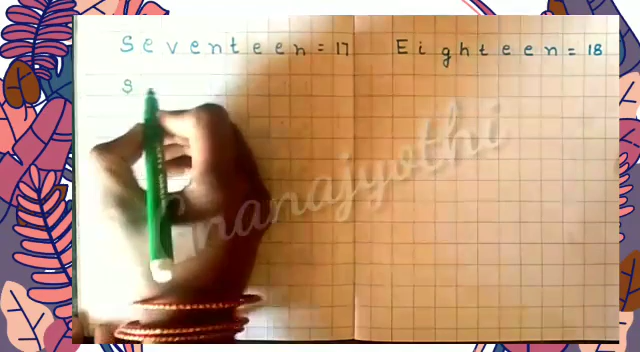 Seventeen = 17
Eighteen = 18
S
Gnanajyothi